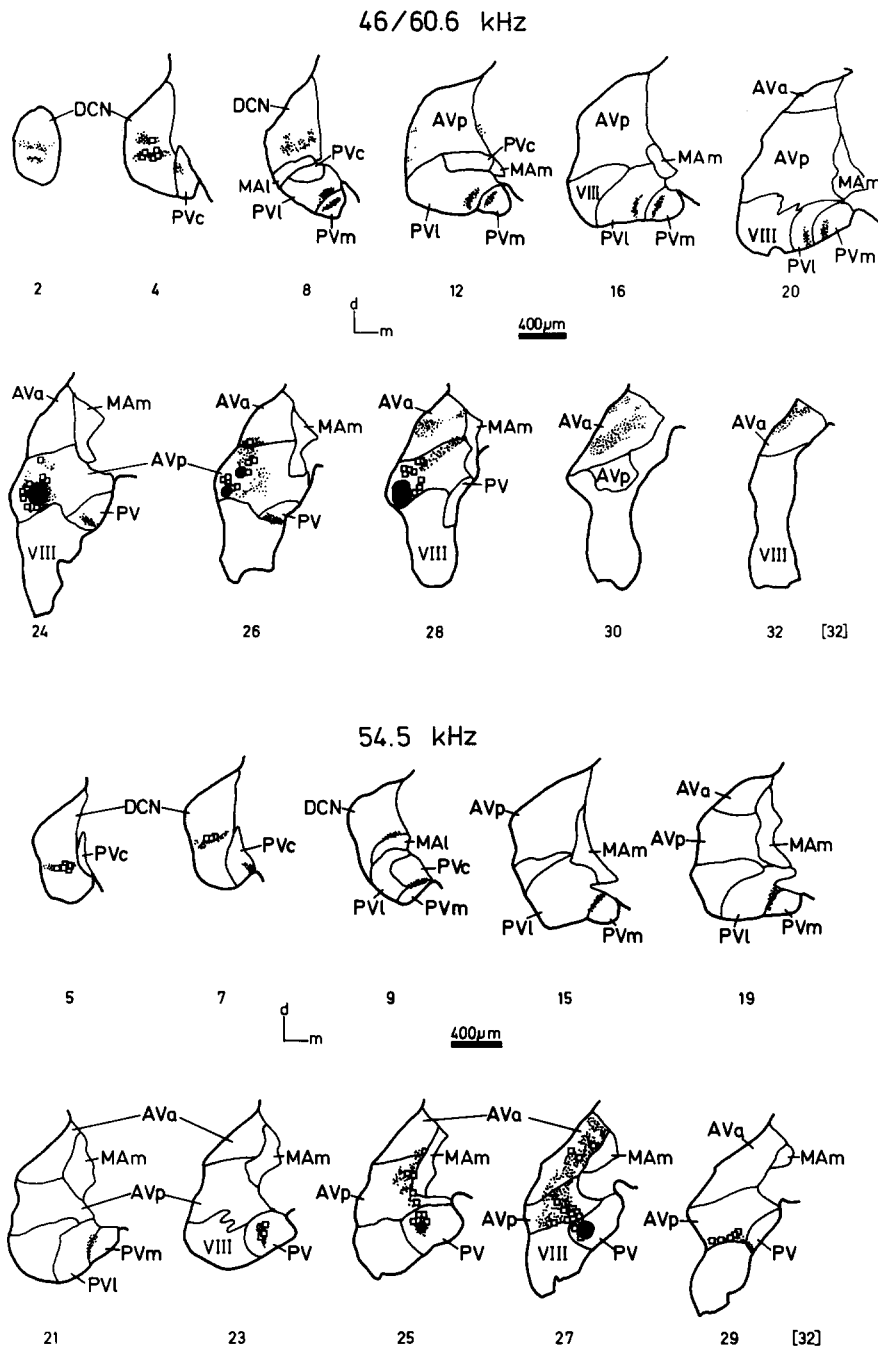 46/60.6 kHz
DCN DCN AVp PVc AVp AVa
MAm AVp
PVc MAl PVl PVm PVc MAm PVl PVm VIII PVl PVm MAm VIII PVl PVm
2 4 8 12 16 20
d
m 400µm
AVa MAm AVa MAm AVa MAm AVa AVa
AVp AVp
PV PV PV
VIII VIII VIII
24 26 28 30 32 [32]
54.5 kHz
DCN DCN AVp AVa
PVc PVc MAl PVc MAm AVp MAm
PVl PVm PVl PVm PVl PVm
5 7 9 15 19
d
m 400µm
AVa AVa
MAm MAm MAm MAm AVa MAm
AVp AVp AVp AVp
PVm PVl VIII PV PV VIII PV PV
21 23 25 27 29 [32]